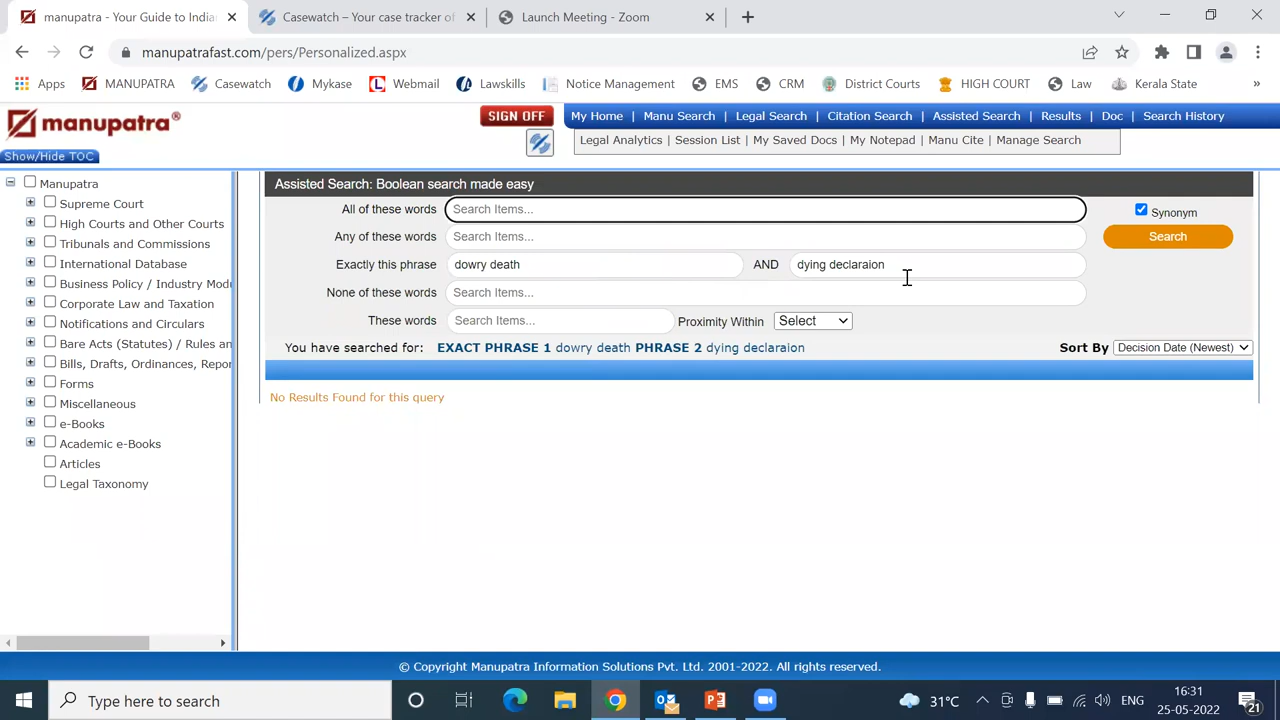 manupatra - Your Guide to Indian
Casewatch – Your case tracker of
Launch Meeting - Zoom
manupatrafast.com/pers/Personalized.aspx
Apps MANUPATRA Casewatch Mykase Webmail Lawskills Notice Management EMS CRM District Courts HIGH COURT Law Kerala State »
manupatra®
SIGN OFF
My Home | Manu Search | Legal Search | Citation Search | Assisted Search | Results | Doc | Search History
Legal Analytics | Session List | My Saved Docs | My Notepad | Manu Cite | Manage Search
Show/Hide TOC
Manupatra
Supreme Court
High Courts and Other Courts
Tribunals and Commissions
International Database
Business Policy / Industry Modu
Corporate Law and Taxation
Notifications and Circulars
Bare Acts (Statutes) / Rules an
Bills, Drafts, Ordinances, Repor
Forms
Miscellaneous
e-Books
Academic e-Books
Articles
Legal Taxonomy
Assisted Search: Boolean search made easy
All of these words Search Items... Synonym
Any of these words Search Items... Search
Exactly this phrase dowry death AND dying declaraion
None of these words Search Items...
These words Search Items... Proximity Within Select
You have searched for: EXACT PHRASE 1 dowry death PHRASE 2 dying declaraion Sort By Decision Date (Newest)
No Results Found for this query
© Copyright Manupatra Information Solutions Pvt. Ltd. 2001-2022. All rights reserved.
Type here to search
31°C
ENG
16:31
25-05-2022
21